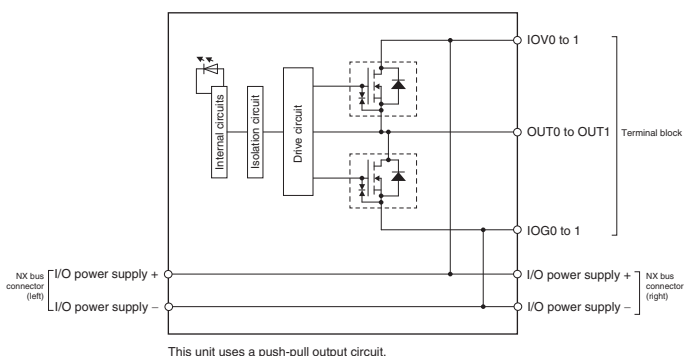 IOV0 to 1
Internal circuits
Isolation circuit
Drive circuit
OUT0 to OUT1
Terminal block
IOG0 to 1
NX bus
connector
(left)
I/O power supply +
I/O power supply −
I/O power supply +
I/O power supply −
NX bus
connector
(right)
This unit uses a push-pull output circuit.